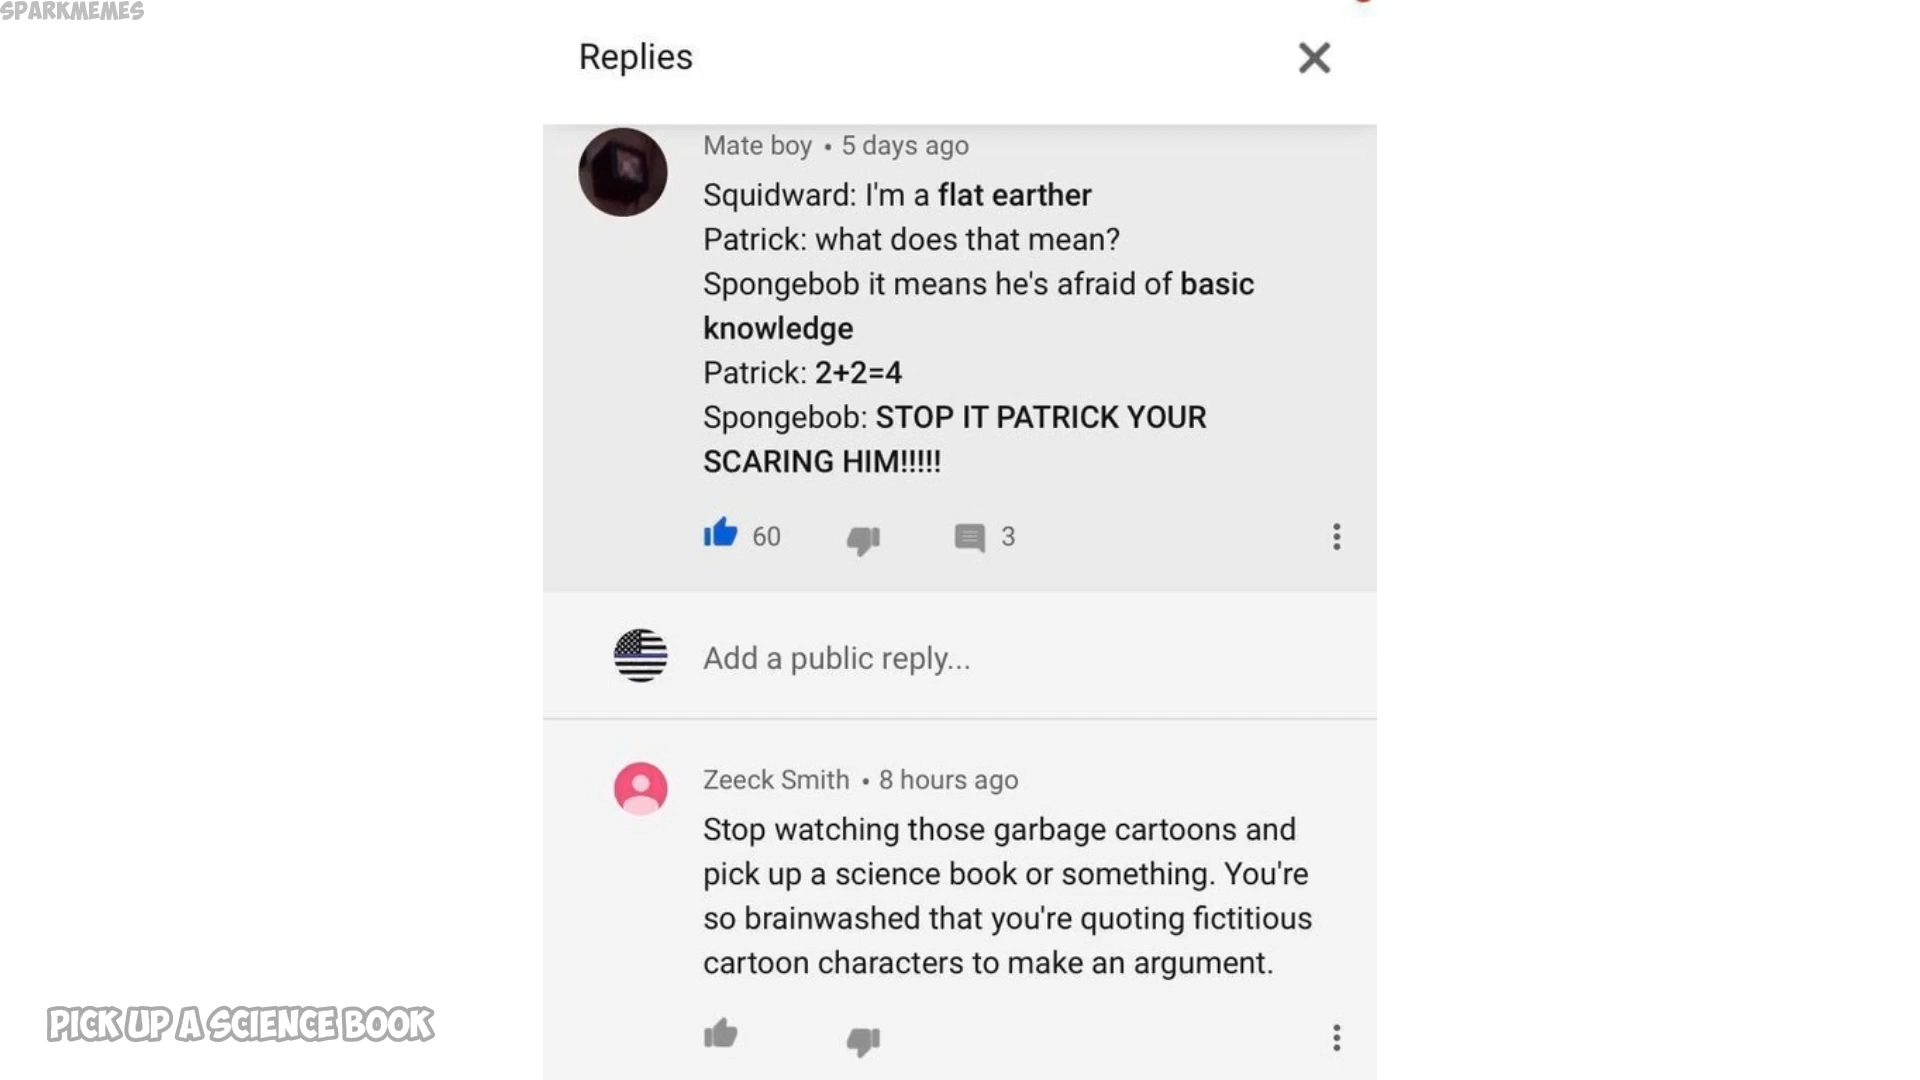 SPARKMEMES
Replies
Mate boy • 5 days ago
Squidward: I'm a flat earther
Patrick: what does that mean?
Spongebob it means he's afraid of basic
knowledge
Patrick: 2+2=4
Spongebob: STOP IT PATRICK YOUR
SCARING HIM!!!!!
60 3
Add a public reply...
Zeeck Smith • 8 hours ago
Stop watching those garbage cartoons and
pick up a science book or something. You're
so brainwashed that you're quoting fictitious
cartoon characters to make an argument.
PICK UP A SCIENCE BOOK